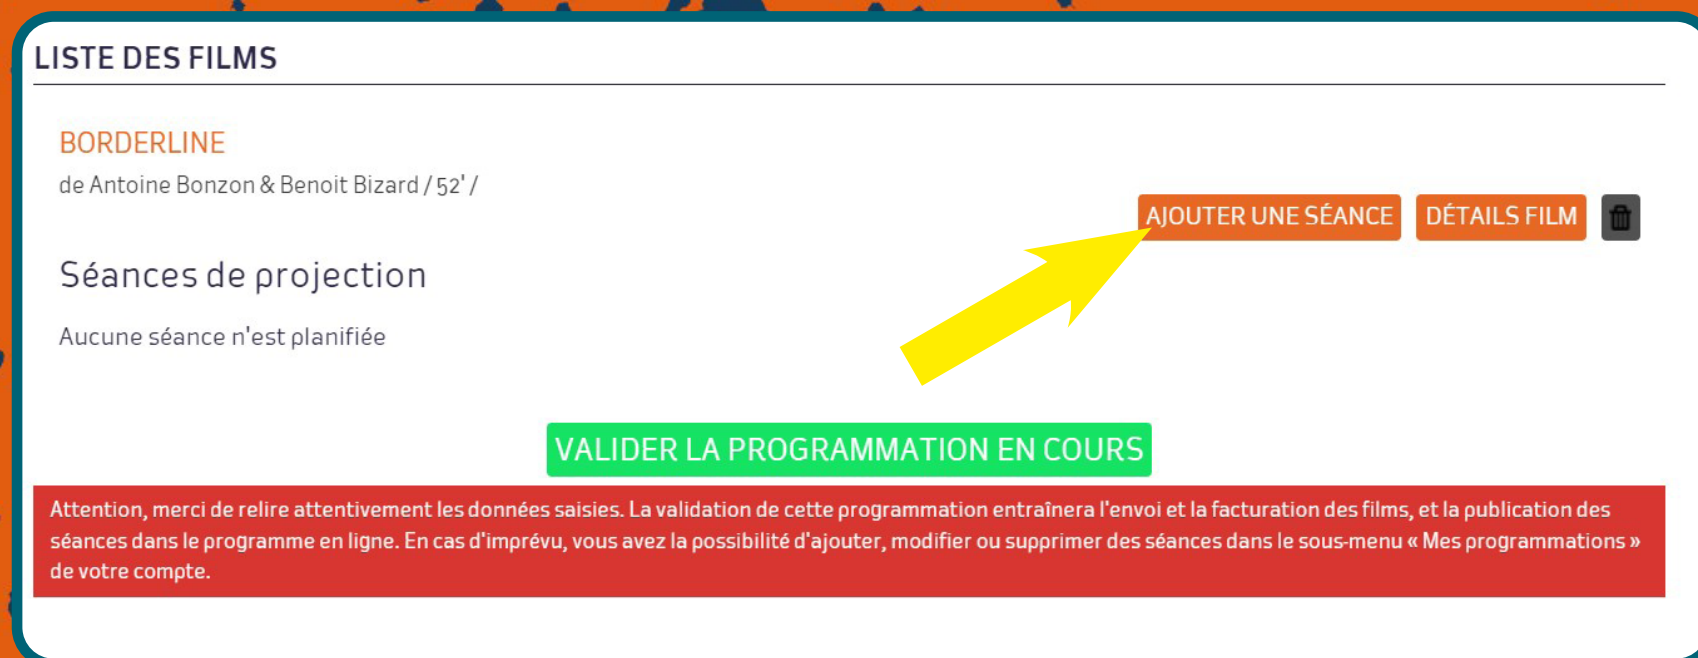 LISTE DES FILMS
BORDERLINE
de Antoine Bonzon & Benoit Bizard / 52' /
AJOUTER UNE SÉANCE
DÉTAILS FILM
Séances de projection
Aucune séance n'est planifiée
VALIDER LA PROGRAMMATION EN COURS
Attention, merci de relire attentivement les données saisies. La validation de cette programmation entraînera l'envoi et la facturation des films, et la publication des
séances dans le programme en ligne. En cas d'imprévu, vous avez la possibilité d'ajouter, modifier ou supprimer des séances dans le sous-menu « Mes programmations »
de votre compte.